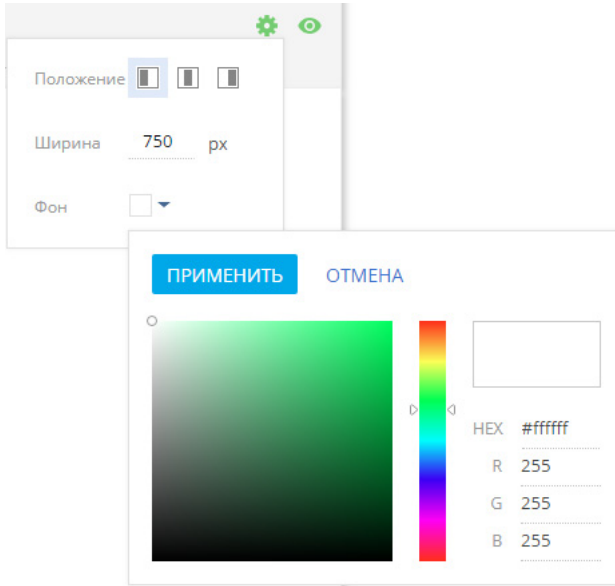 Положение
Ширина 750 px
Фон
ПРИМЕНИТЬ ОТМЕНА
HEX #ffffff
R 255
G 255
B 255